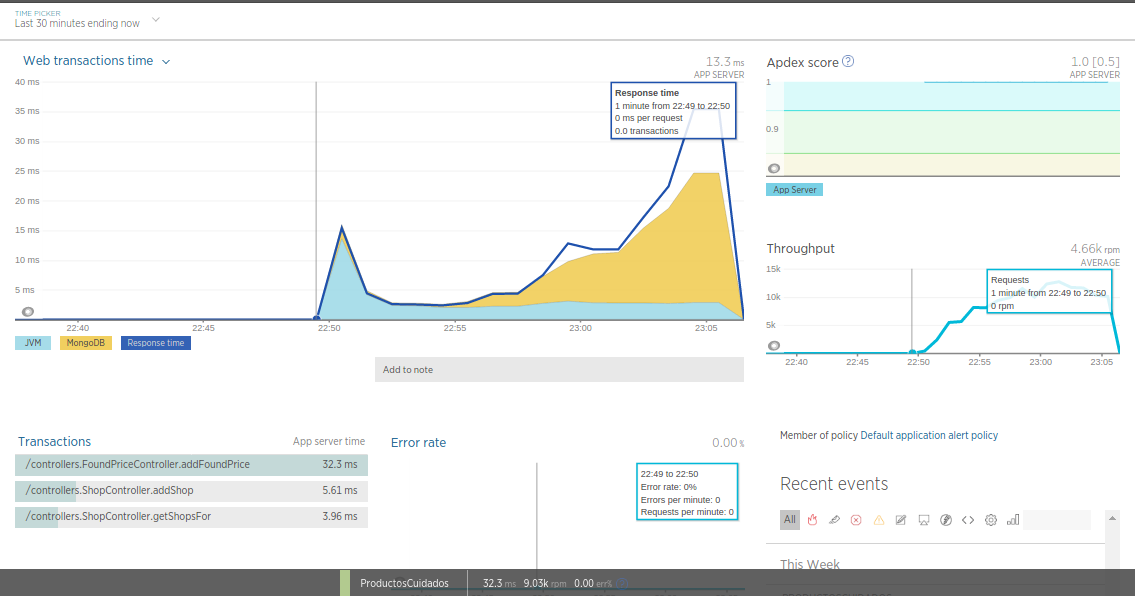 TIME PICKER
Last 30 minutes ending now
Web transactions time
13.3 ms
APP SERVER
40 ms
35 ms
30 ms
25 ms
20 ms
15 ms
10 ms
5 ms
Response time
1 minute from 22:49 to 22:50
0 ms per request
0.0 transactions
22:40
22:45
22:50
22:55
23:00
23:05
JVM
MongoDB
Response time
Add to note
Apdex score ?
1.0 [0.5]
APP SERVER
1
0.9
App Server
Throughput
4.66k rpm
AVERAGE
15k
10k
5k
Requests
1 minute from 22:49 to 22:50
0 rpm
22:40
22:45
22:50
22:55
23:00
23:05
Transactions
App server time
/controllers.FoundPriceController.addFoundPrice 32.3 ms
/controllers.ShopController.addShop 5.61 ms
/controllers.ShopController.getShopsFor 3.96 ms
Error rate
0.00 %
22:49 to 22:50
Error rate: 0%
Errors per minute: 0
Requests per minute: 0
Member of policy Default application alert policy
Recent events
All
This Week
ProductosCuidados 32.3 ms 9.03k rpm 0.00 err%